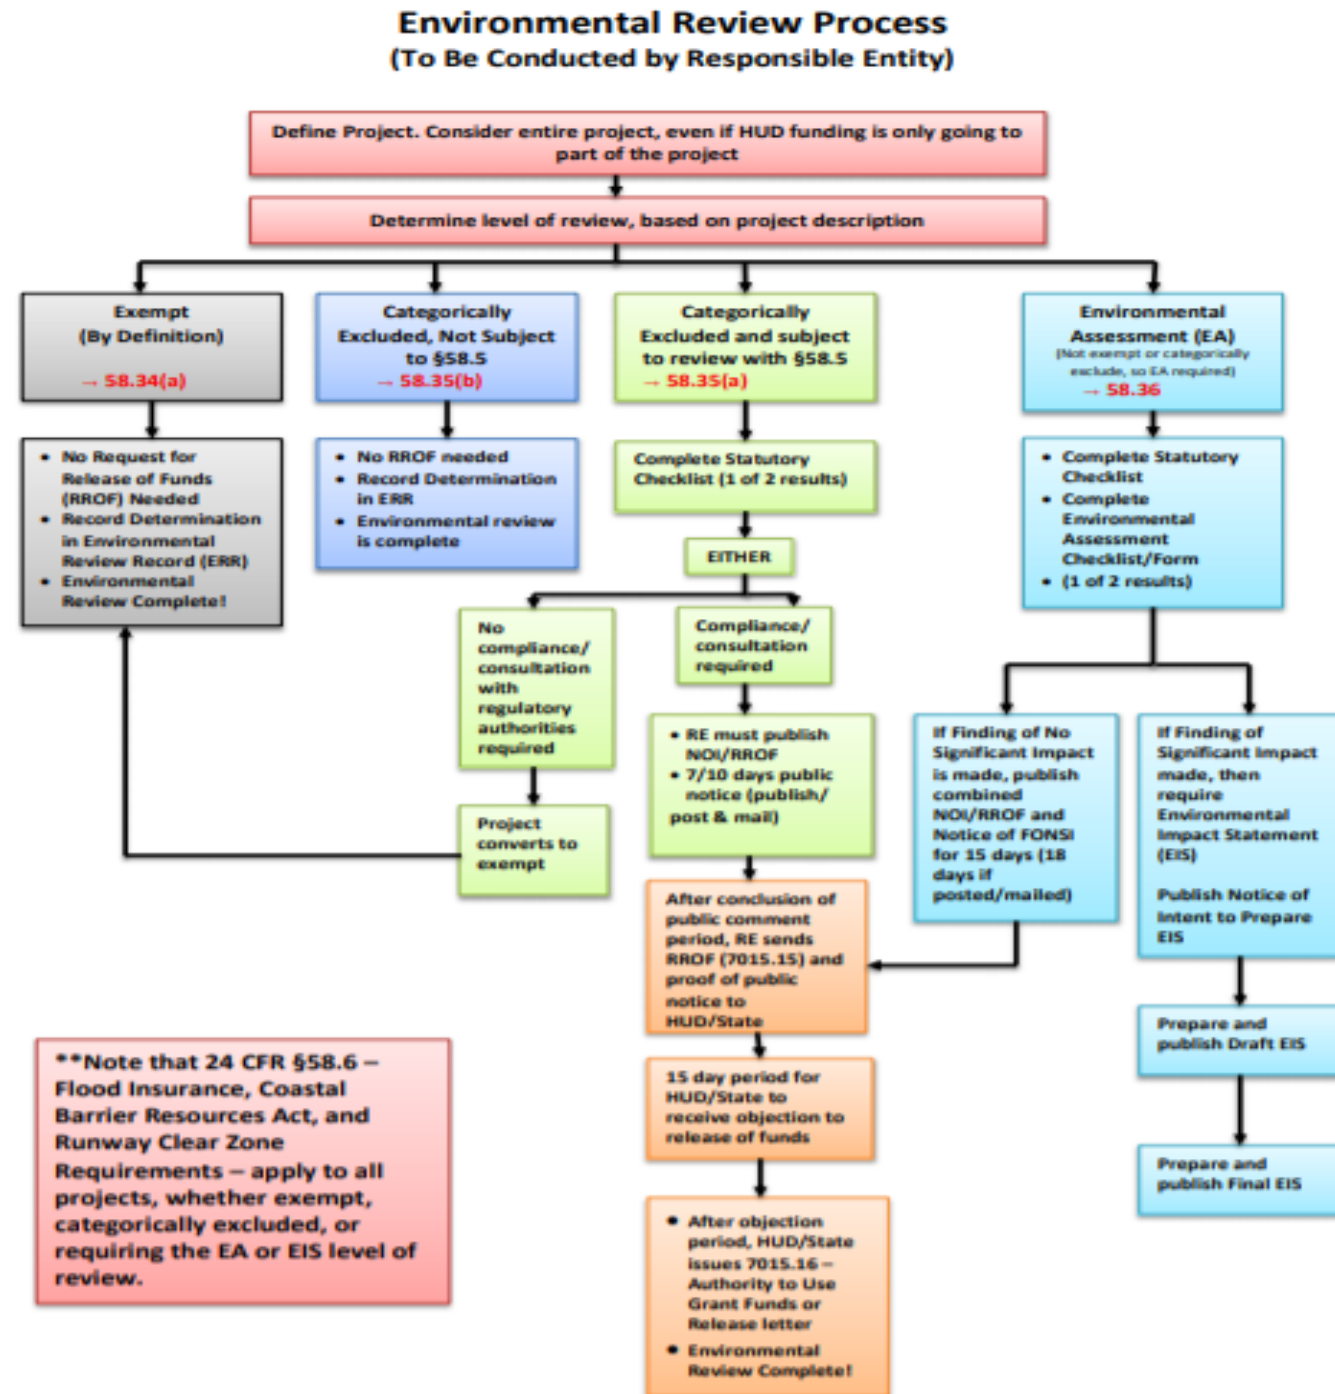 Environmental Review Process
(To Be Conducted by Responsible Entity)
Define Project. Consider entire project, even if HUD funding is only going to
part of the project
Determine level of review, based on project description
Exempt
(By Definition)
→ 58.34(a)
Categorically
Excluded, Not Subject
to §58.5
→ 58.35(b)
Categorically
Excluded and subject
to review with §58.5
→ 58.35(a)
Environmental
Assessment (EA)
(Not exempt or categorically
exclude, so EA required)
→ 58.36
• No Request for
Release of Funds
(RROF) Needed
• Record Determination
in Environmental
Review Record (ERR)
• Environmental
Review Complete!
• No RROF needed
• Record Determination
in ERR
• Environmental review
is complete
Complete Statutory
Checklist (1 of 2 results)
• Complete Statutory
Checklist
• Complete
Environmental
Assessment
Checklist/Form
• (1 of 2 results)
EITHER
No
compliance/
consultation
with
regulatory
authorities
required
Compliance/
consultation
required
Project
converts to
exempt
• RE must publish
NOI/RROF
• 7/10 days public
notice (publish/
post & mail)
If Finding of No
Significant Impact
is made, publish
combined
NOI/RROF and
Notice of FONSI
for 15 days (18
days if
posted/mailed)
If Finding of
Significant Impact
made, then
require
Environmental
Impact Statement
(EIS)
Publish Notice of
Intent to Prepare
EIS
After conclusion of
public comment
period, RE sends
RROF (7015.15) and
proof of public
notice to
HUD/State
Prepare and
publish Draft EIS
15 day period for
HUD/State to
receive objection to
release of funds
Prepare and
publish Final EIS
• After objection
period, HUD/State
issues 7015.16 –
Authority to Use
Grant Funds or
Release letter
• Environmental
Review Complete!
**Note that 24 CFR §58.6 –
Flood Insurance, Coastal
Barrier Resources Act, and
Runway Clear Zone
Requirements – apply to all
projects, whether exempt,
categorically excluded, or
requiring the EA or EIS level of
review.